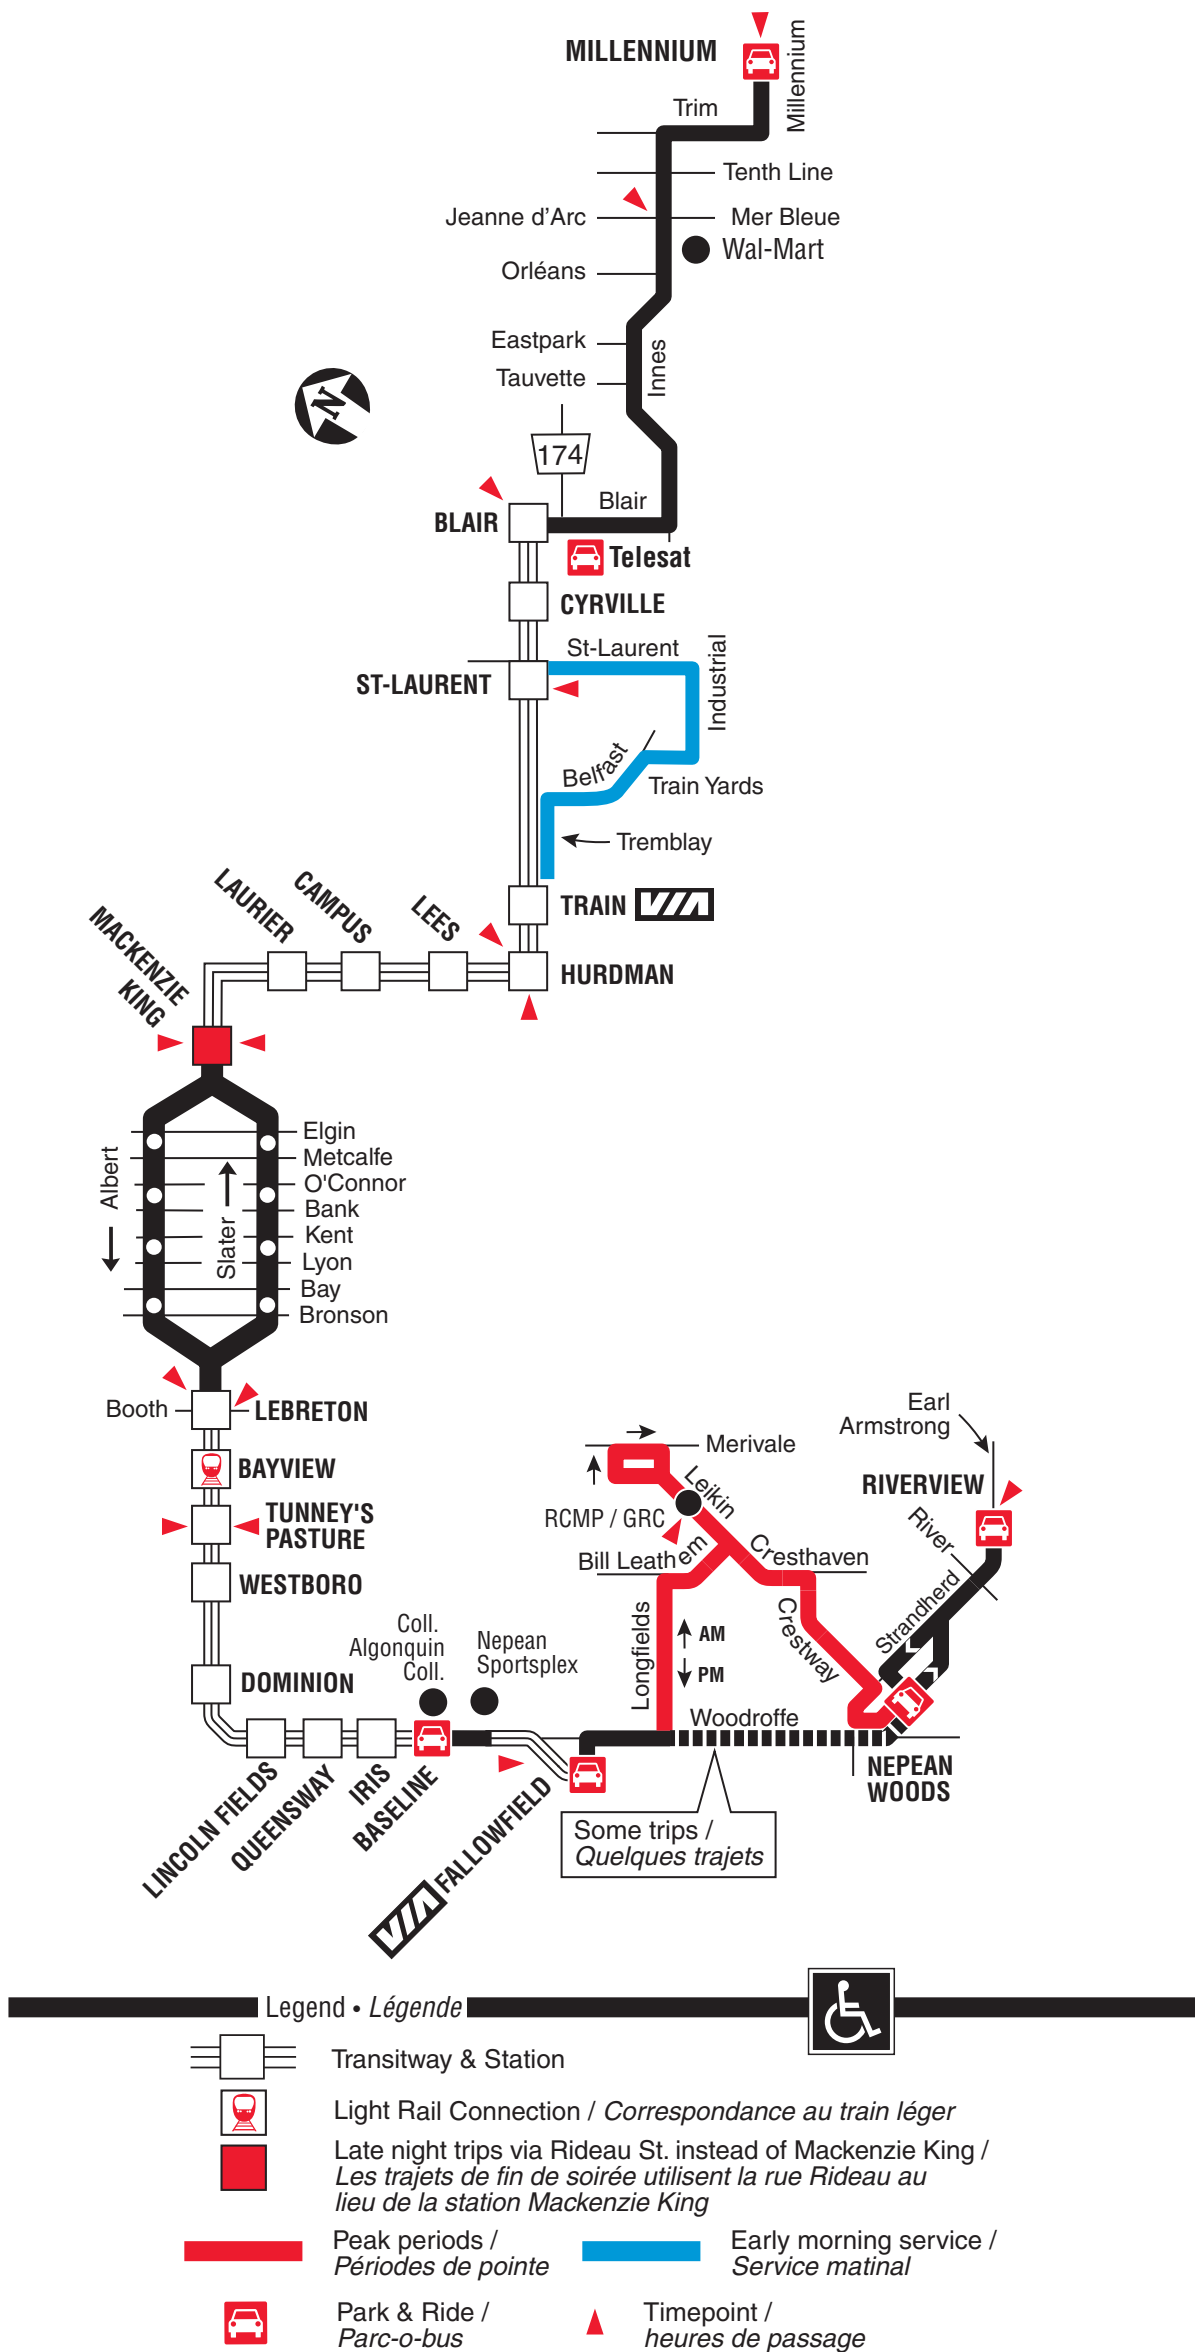 MILLENNIUM
Millennium
Trim
Tenth Line
Jeanne d'Arc
Mer Bleue
Wal-Mart
Orléans
Eastpark
Innes
Tauvette
N
174
Blair
BLAIR
Telesat
CYRVILLE
St-Laurent
Industrial
ST-LAURENT
Belfast
Train Yards
Tremblay
TRAIN VIA
LAURIER
CAMPUS
LEES
MACKENZIE
KING
HURDMAN
Elgin
Metcalfe
Albert
O'Connor
Bank
Slater
Kent
Lyon
Bay
Bronson
Booth
LEBRETON
BAYVIEW
TUNNEY'S
PASTURE
WESTBORO
DOMINION
Earl
Armstrong
Merivale
RIVERVIEW
Leikin
RCMP / GRC
River
Bill Leathem
Cresthaven
Strandherd
Crestway
Longfields
AM
PM
Coll.
Algonquin
Coll.
Nepean
Sportsplex
Woodroffe
NEPEAN
WOODS
LINCOLN FIELDS
QUEENSWAY
IRIS
BASELINE
VIA FALLOWFIELD
Some trips /
Quelques trajets
Legend • Légende
Transitway & Station
Light Rail Connection / Correspondance au train léger
Late night trips via Rideau St. instead of Mackenzie King /
Les trajets de fin de soirée utilisent la rue Rideau au
lieu de la station Mackenzie King
Peak periods /
Périodes de pointe
Early morning service /
Service matinal
Park & Ride /
Parc-o-bus
Timepoint /
heures de passage